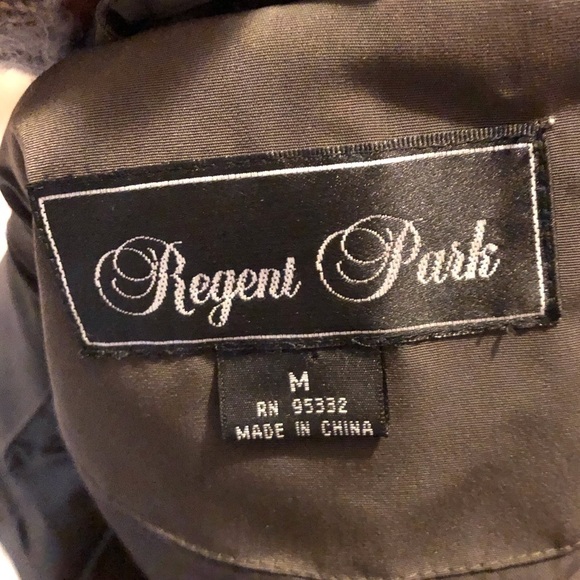 Regent Park
M
RN 95332
MADE IN CHINA